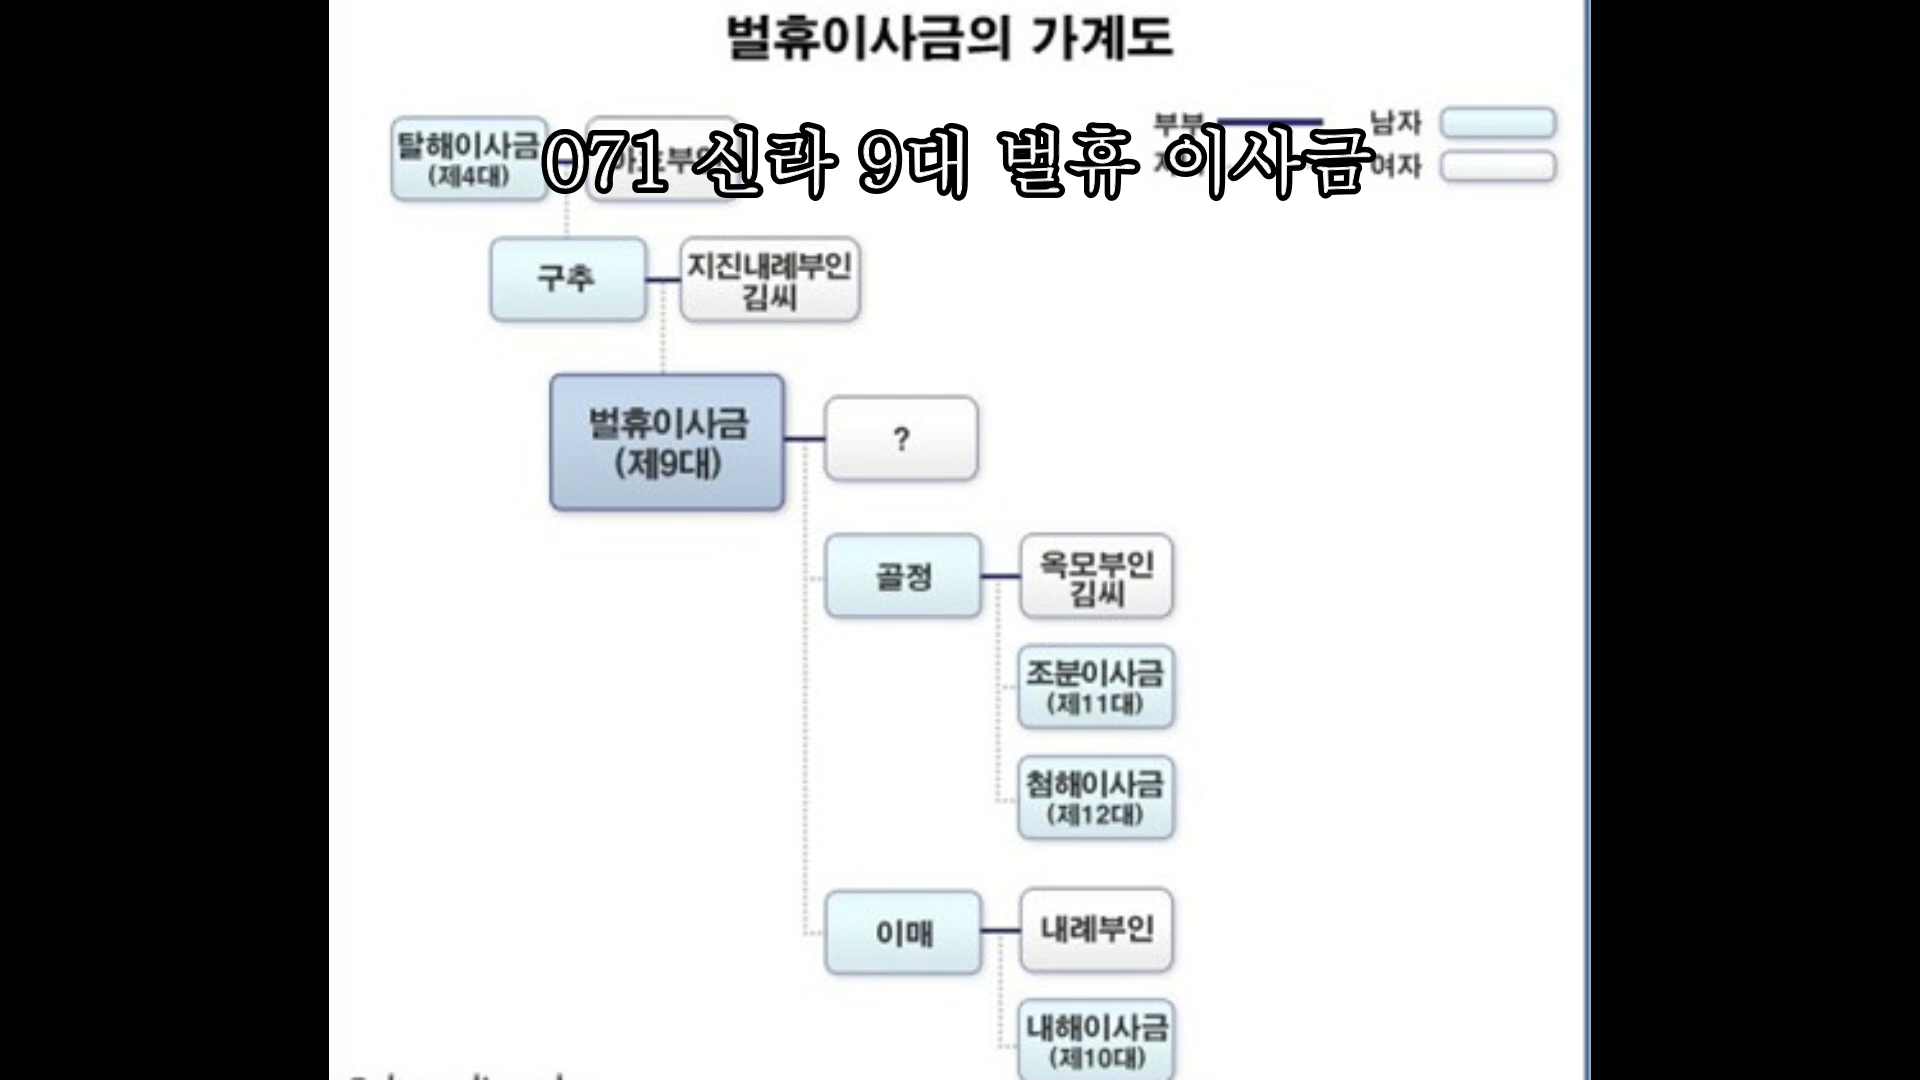 벌휴이사금의 가계도
071 신라 9대 벌휴 이사금
탈해이사금
(제4대)
부부
남자
여자
구추
지진내례부인
김씨
벌휴이사금
(제9대)
?
골정
옥모부인
김씨
조분이사금
(제11대)
첨해이사금
(제12대)
이매
내례부인
내해이사금
(제10대)